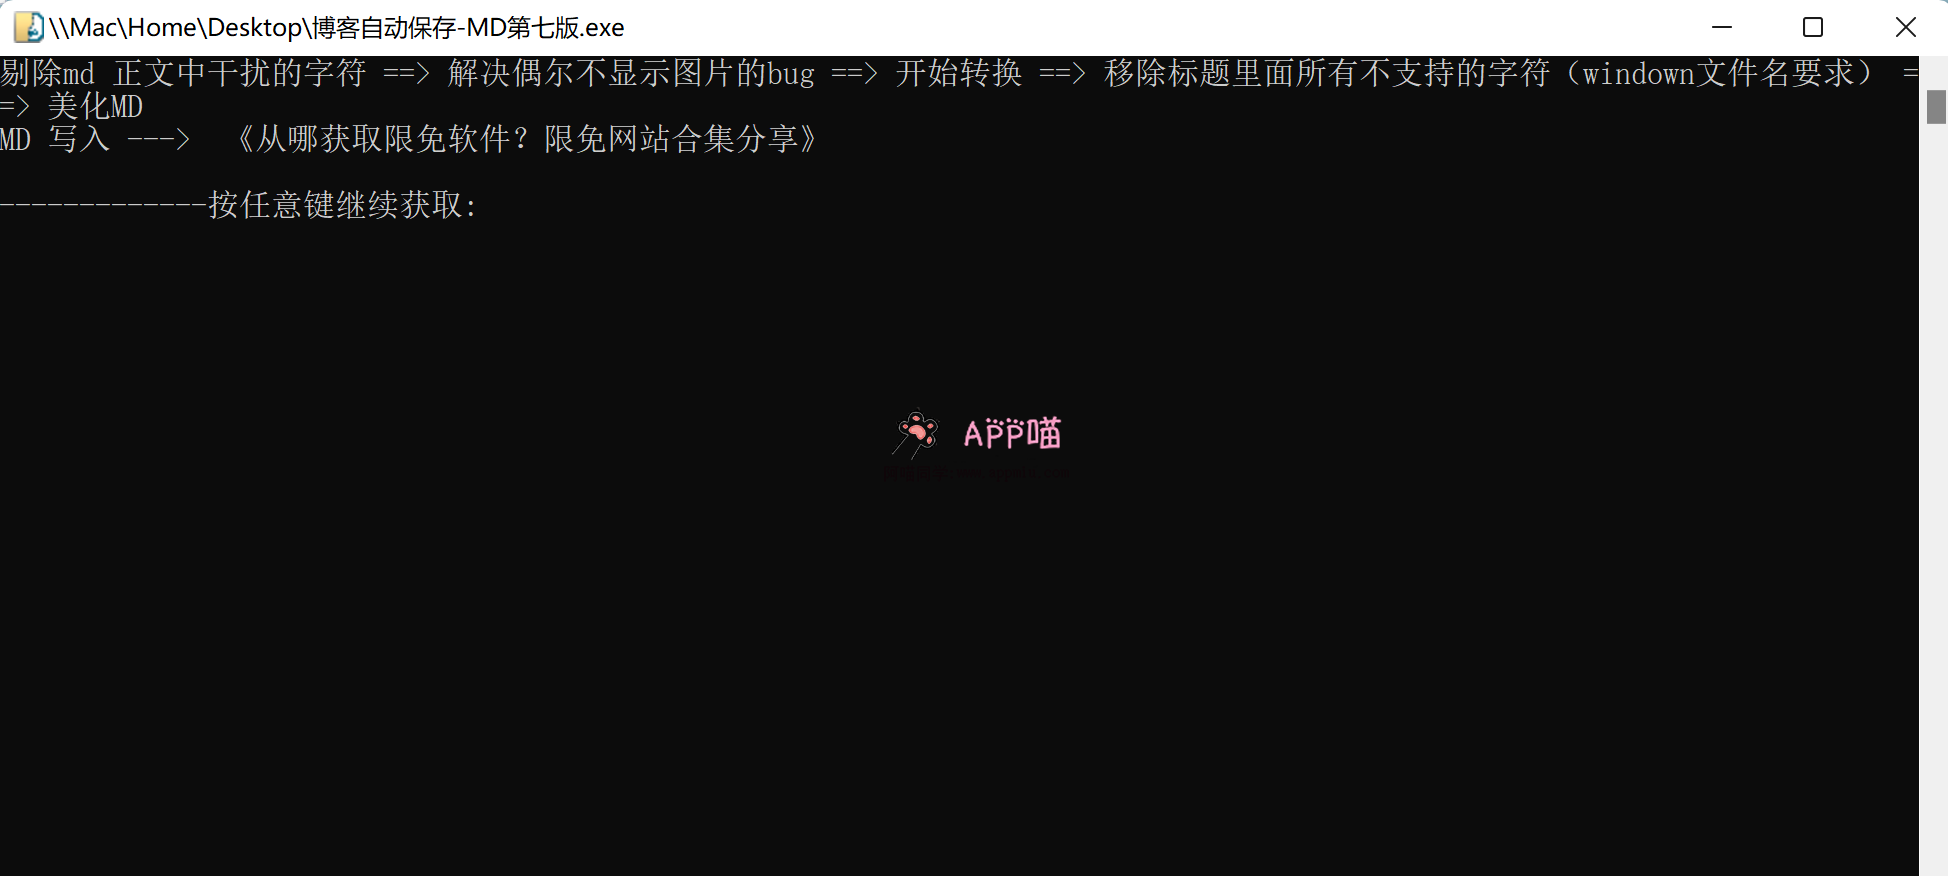 \\Mac\Home\Desktop\博客自动保存-MD第七版.exe
剔除md 正文中干扰的字符 ==> 解决偶尔不显示图片的bug ==> 开始转换 ==> 移除标题里面所有不支持的字符（windown文件名要求） =
=> 美化MD
MD 写入 ---> 《从哪获取限免软件？限免网站合集分享》
-------------按任意键继续获取:
APP喵